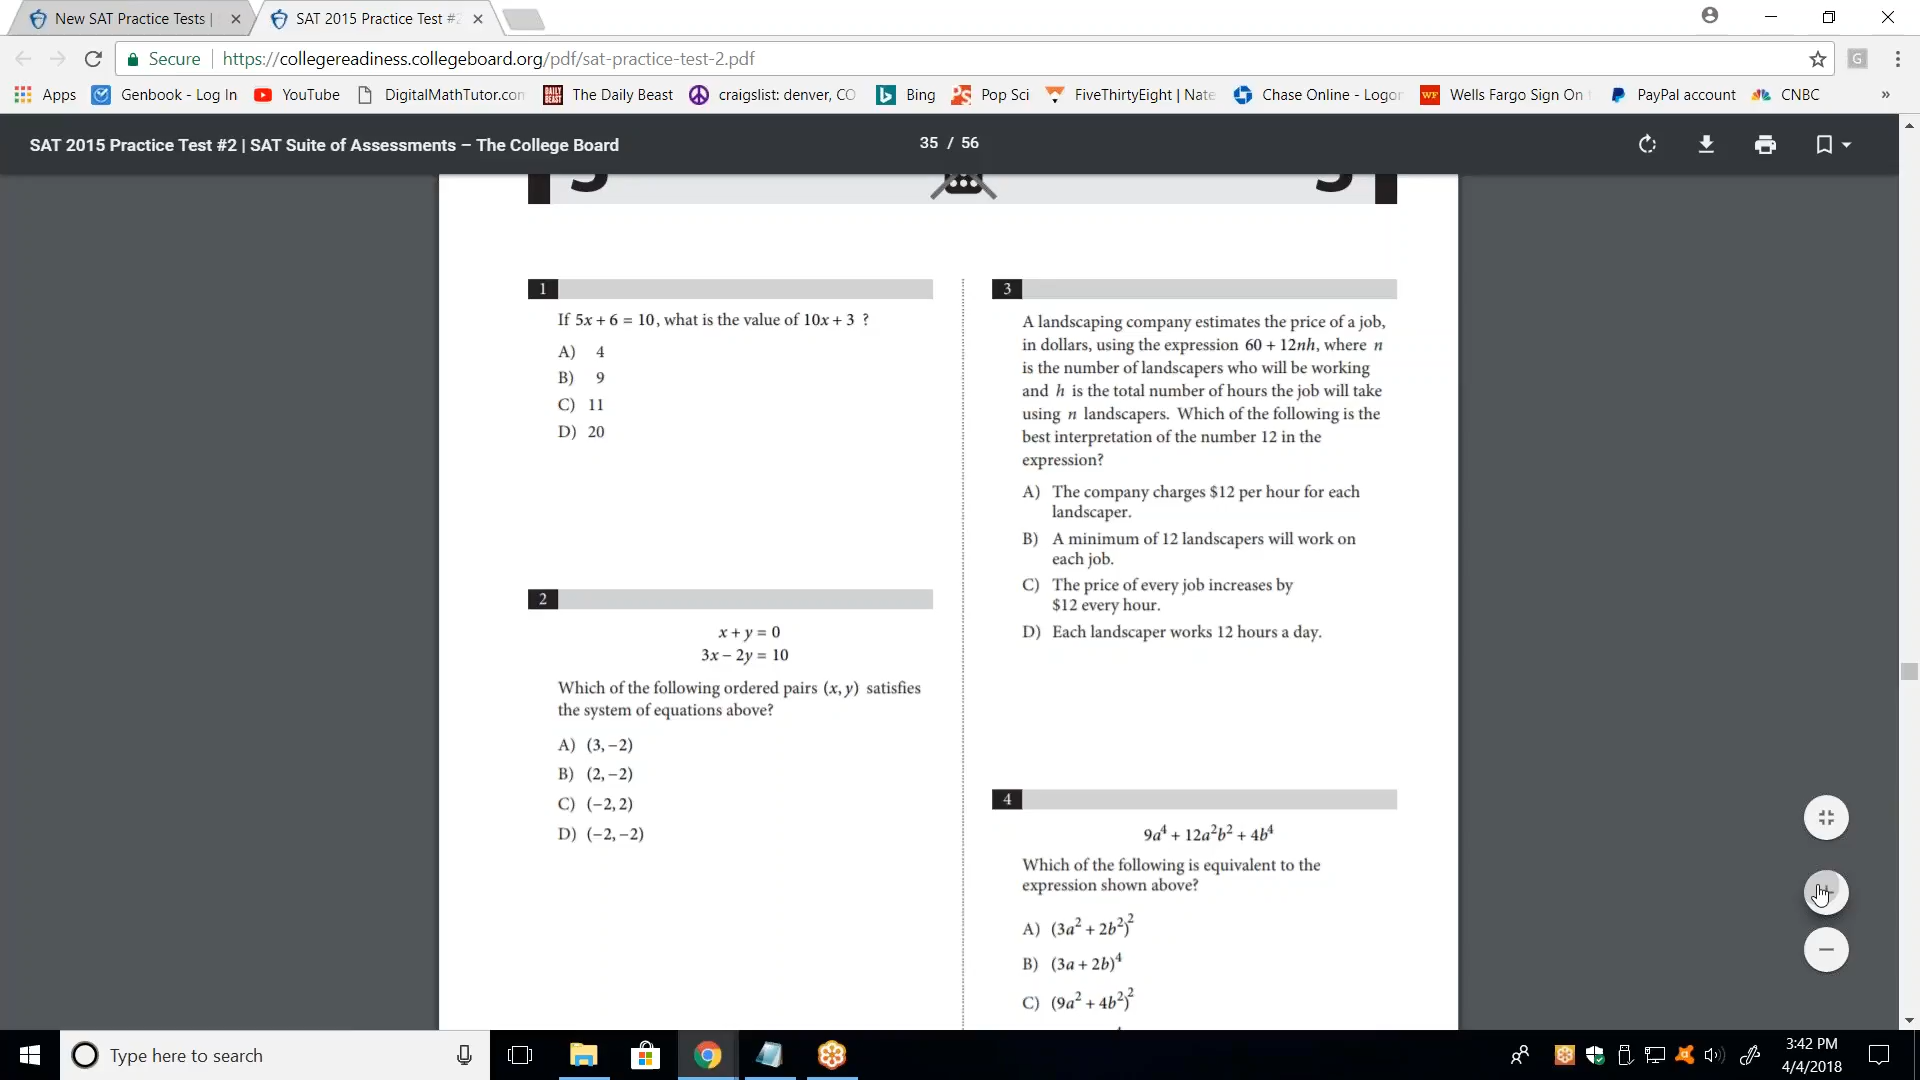 New SAT Practice Tests |
SAT 2015 Practice Test #2
Secure
https://collegereadiness.collegeboard.org/pdf/sat-practice-test-2.pdf
G
Apps
Genbook - Log In
YouTube
DigitalMathTutor.com
DAILY BEAST
The Daily Beast
craigslist: denver, CO
Bing
PS
Pop Sci
FiveThirtyEight | Nate
Chase Online - Logon
WF
Wells Fargo Sign On
PayPal account
CNBC
»
SAT 2015 Practice Test #2 | SAT Suite of Assessments – The College Board
35 / 56
1
If 5x + 6 = 10, what is the value of 10x + 3 ?
A) 4
B) 9
C) 11
D) 20
2
x + y = 0
3x – 2y = 10
Which of the following ordered pairs (x, y) satisfies
the system of equations above?
A) (3, –2)
B) (2, –2)
C) (–2, 2)
D) (–2, –2)
3
A landscaping company estimates the price of a job,
in dollars, using the expression 60 + 12nh, where n
is the number of landscapers who will be working
and h is the total number of hours the job will take
using n landscapers. Which of the following is the
best interpretation of the number 12 in the
expression?
A) The company charges $12 per hour for each
landscaper.
B) A minimum of 12 landscapers will work on
each job.
C) The price of every job increases by
$12 every hour.
D) Each landscaper works 12 hours a day.
4
9a⁴ + 12a²b² + 4b⁴
Which of the following is equivalent to the
expression shown above?
A) (3a² + 2b²)²
B) (3a + 2b)⁴
C) (9a² + 4b²)²
Type here to search
3:42 PM
4/4/2018